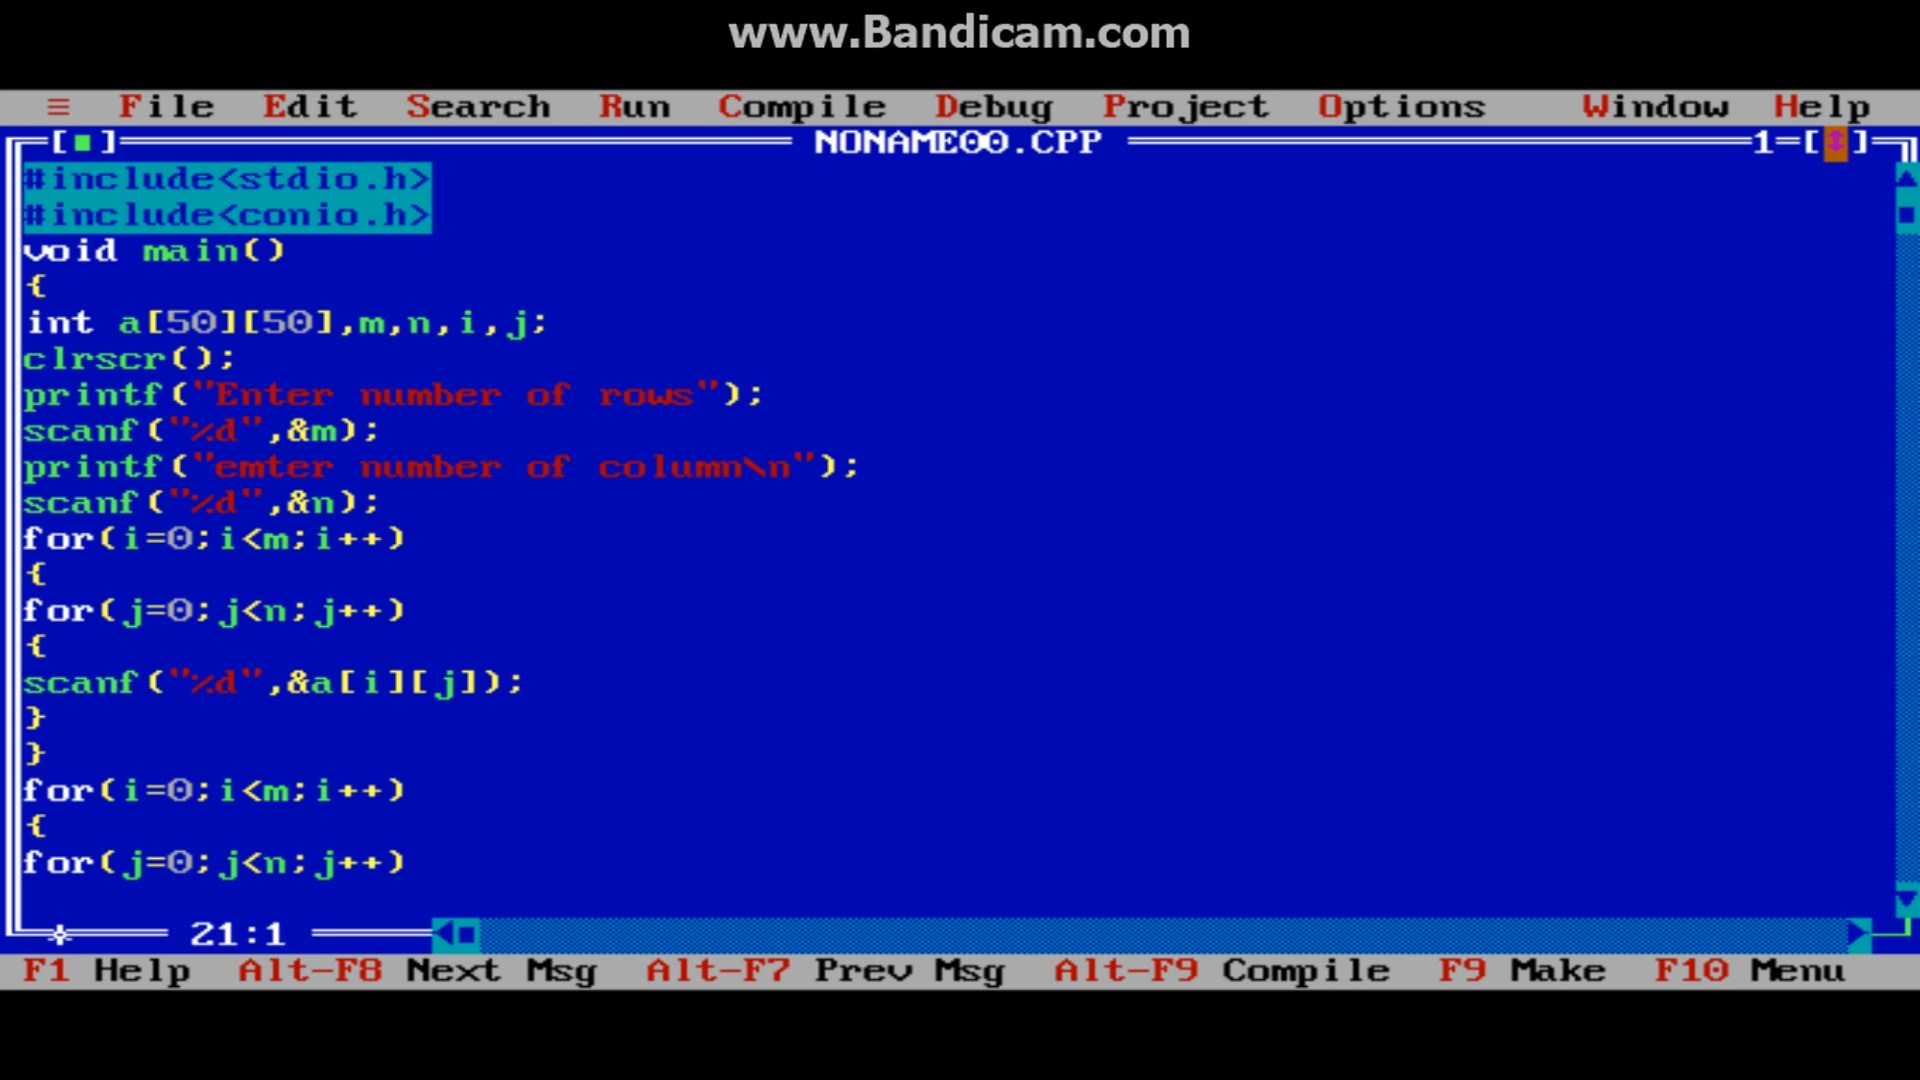 www.Bandicam.com
≡ File Edit Search Run Compile Debug Project Options Window Help
[■] NONAME00.CPP 1=[↕]
#include<stdio.h>
#include<conio.h>
void main()
{
int a[50][50],m,n,i,j;
clrscr();
printf("Enter number of rows");
scanf("%d",&m);
printf("emter number of column\n");
scanf("%d",&n);
for(i=0;i<m;i++)
{
for(j=0;j<n;j++)
{
scanf("%d",&a[i][j]);
}
}
for(i=0;i<m;i++)
{
for(j=0;j<n;j++)
21:1
F1 Help Alt-F8 Next Msg Alt-F7 Prev Msg Alt-F9 Compile F9 Make F10 Menu